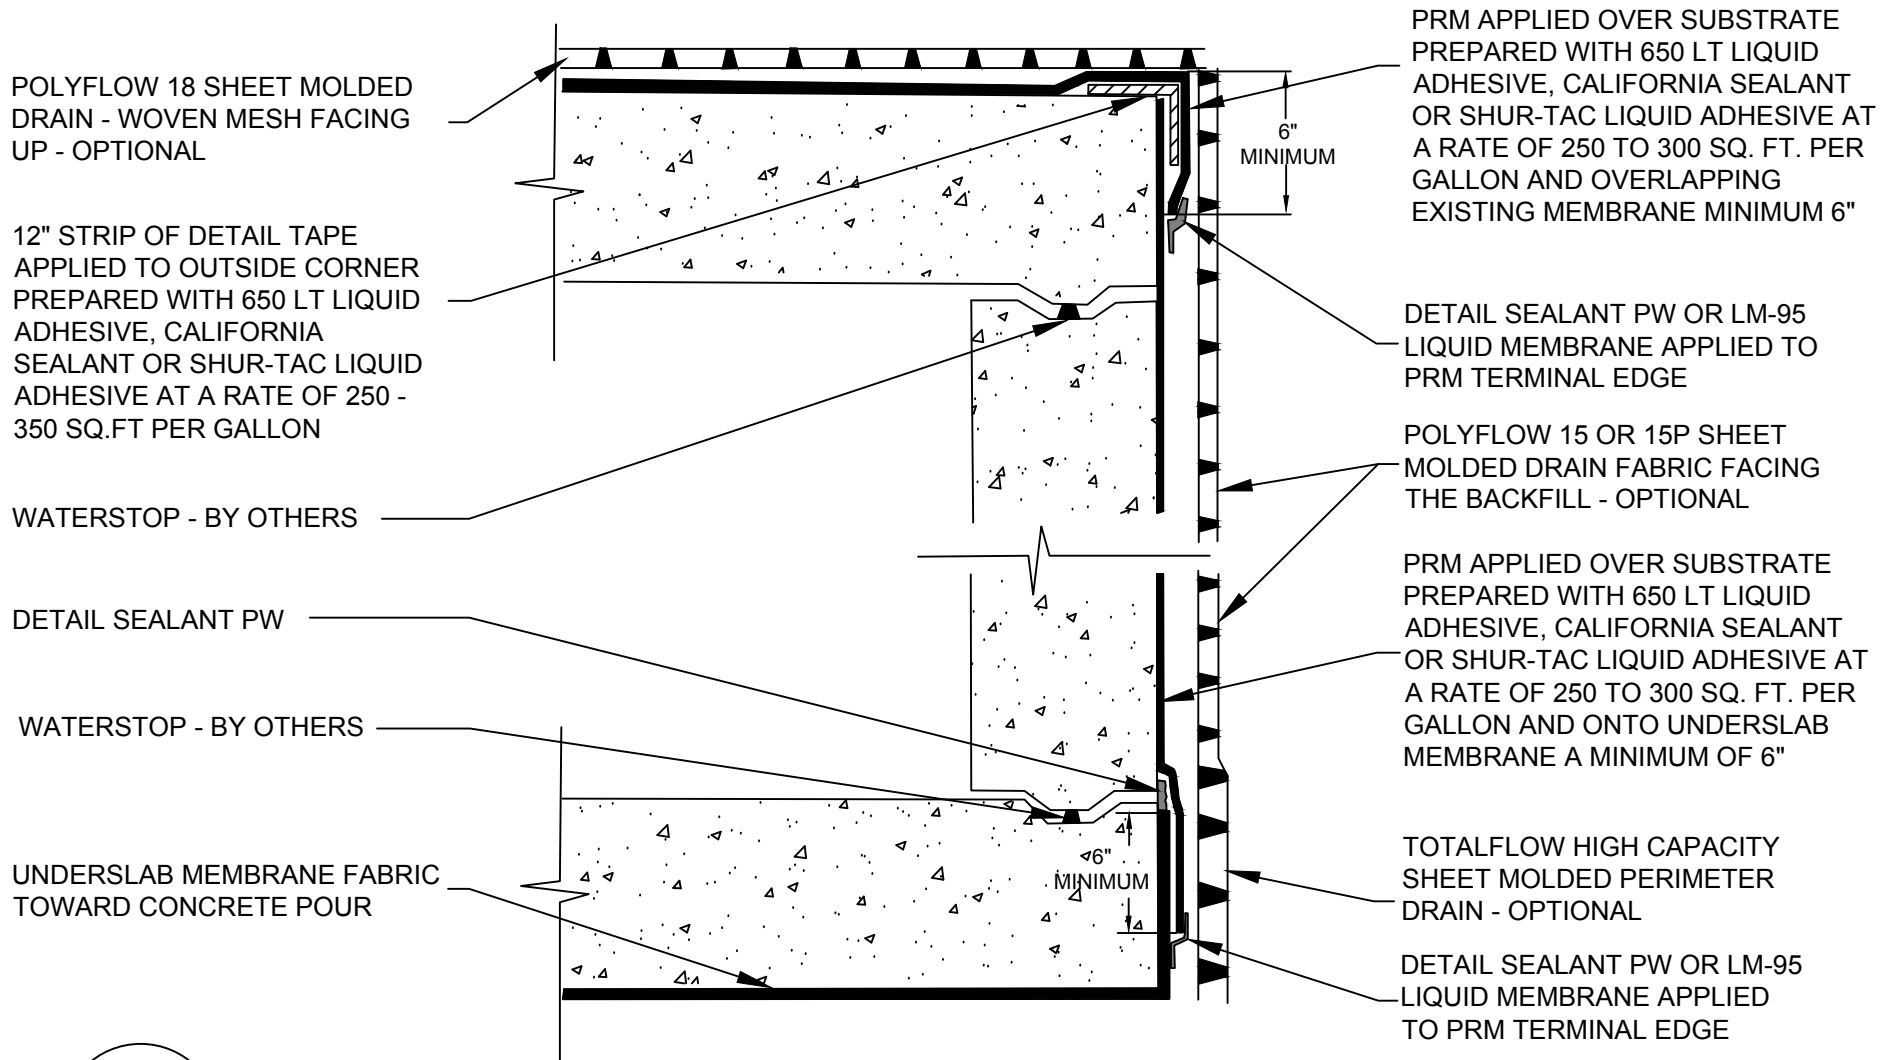 POLYFLOW 18 SHEET MOLDED
DRAIN - WOVEN MESH FACING
UP - OPTIONAL
12" STRIP OF DETAIL TAPE
APPLIED TO OUTSIDE CORNER
PREPARED WITH 650 LT LIQUID
ADHESIVE, CALIFORNIA
SEALANT OR SHUR-TAC LIQUID
ADHESIVE AT A RATE OF 250 -
350 SQ.FT PER GALLON
WATERSTOP - BY OTHERS
DETAIL SEALANT PW
WATERSTOP - BY OTHERS
UNDERSLAB MEMBRANE FABRIC
TOWARD CONCRETE POUR
6"
MINIMUM
6"
MINIMUM
PRM APPLIED OVER SUBSTRATE
PREPARED WITH 650 LT LIQUID
ADHESIVE, CALIFORNIA SEALANT
OR SHUR-TAC LIQUID ADHESIVE AT
A RATE OF 250 TO 300 SQ. FT. PER
GALLON AND OVERLAPPING
EXISTING MEMBRANE MINIMUM 6"
DETAIL SEALANT PW OR LM-95
LIQUID MEMBRANE APPLIED TO
PRM TERMINAL EDGE
POLYFLOW 15 OR 15P SHEET
MOLDED DRAIN FABRIC FACING
THE BACKFILL - OPTIONAL
PRM APPLIED OVER SUBSTRATE
PREPARED WITH 650 LT LIQUID
ADHESIVE, CALIFORNIA SEALANT
OR SHUR-TAC LIQUID ADHESIVE AT
A RATE OF 250 TO 300 SQ. FT. PER
GALLON AND ONTO UNDERSLAB
MEMBRANE A MINIMUM OF 6"
TOTALFLOW HIGH CAPACITY
SHEET MOLDED PERIMETER
DRAIN - OPTIONAL
DETAIL SEALANT PW OR LM-95
LIQUID MEMBRANE APPLIED
TO PRM TERMINAL EDGE